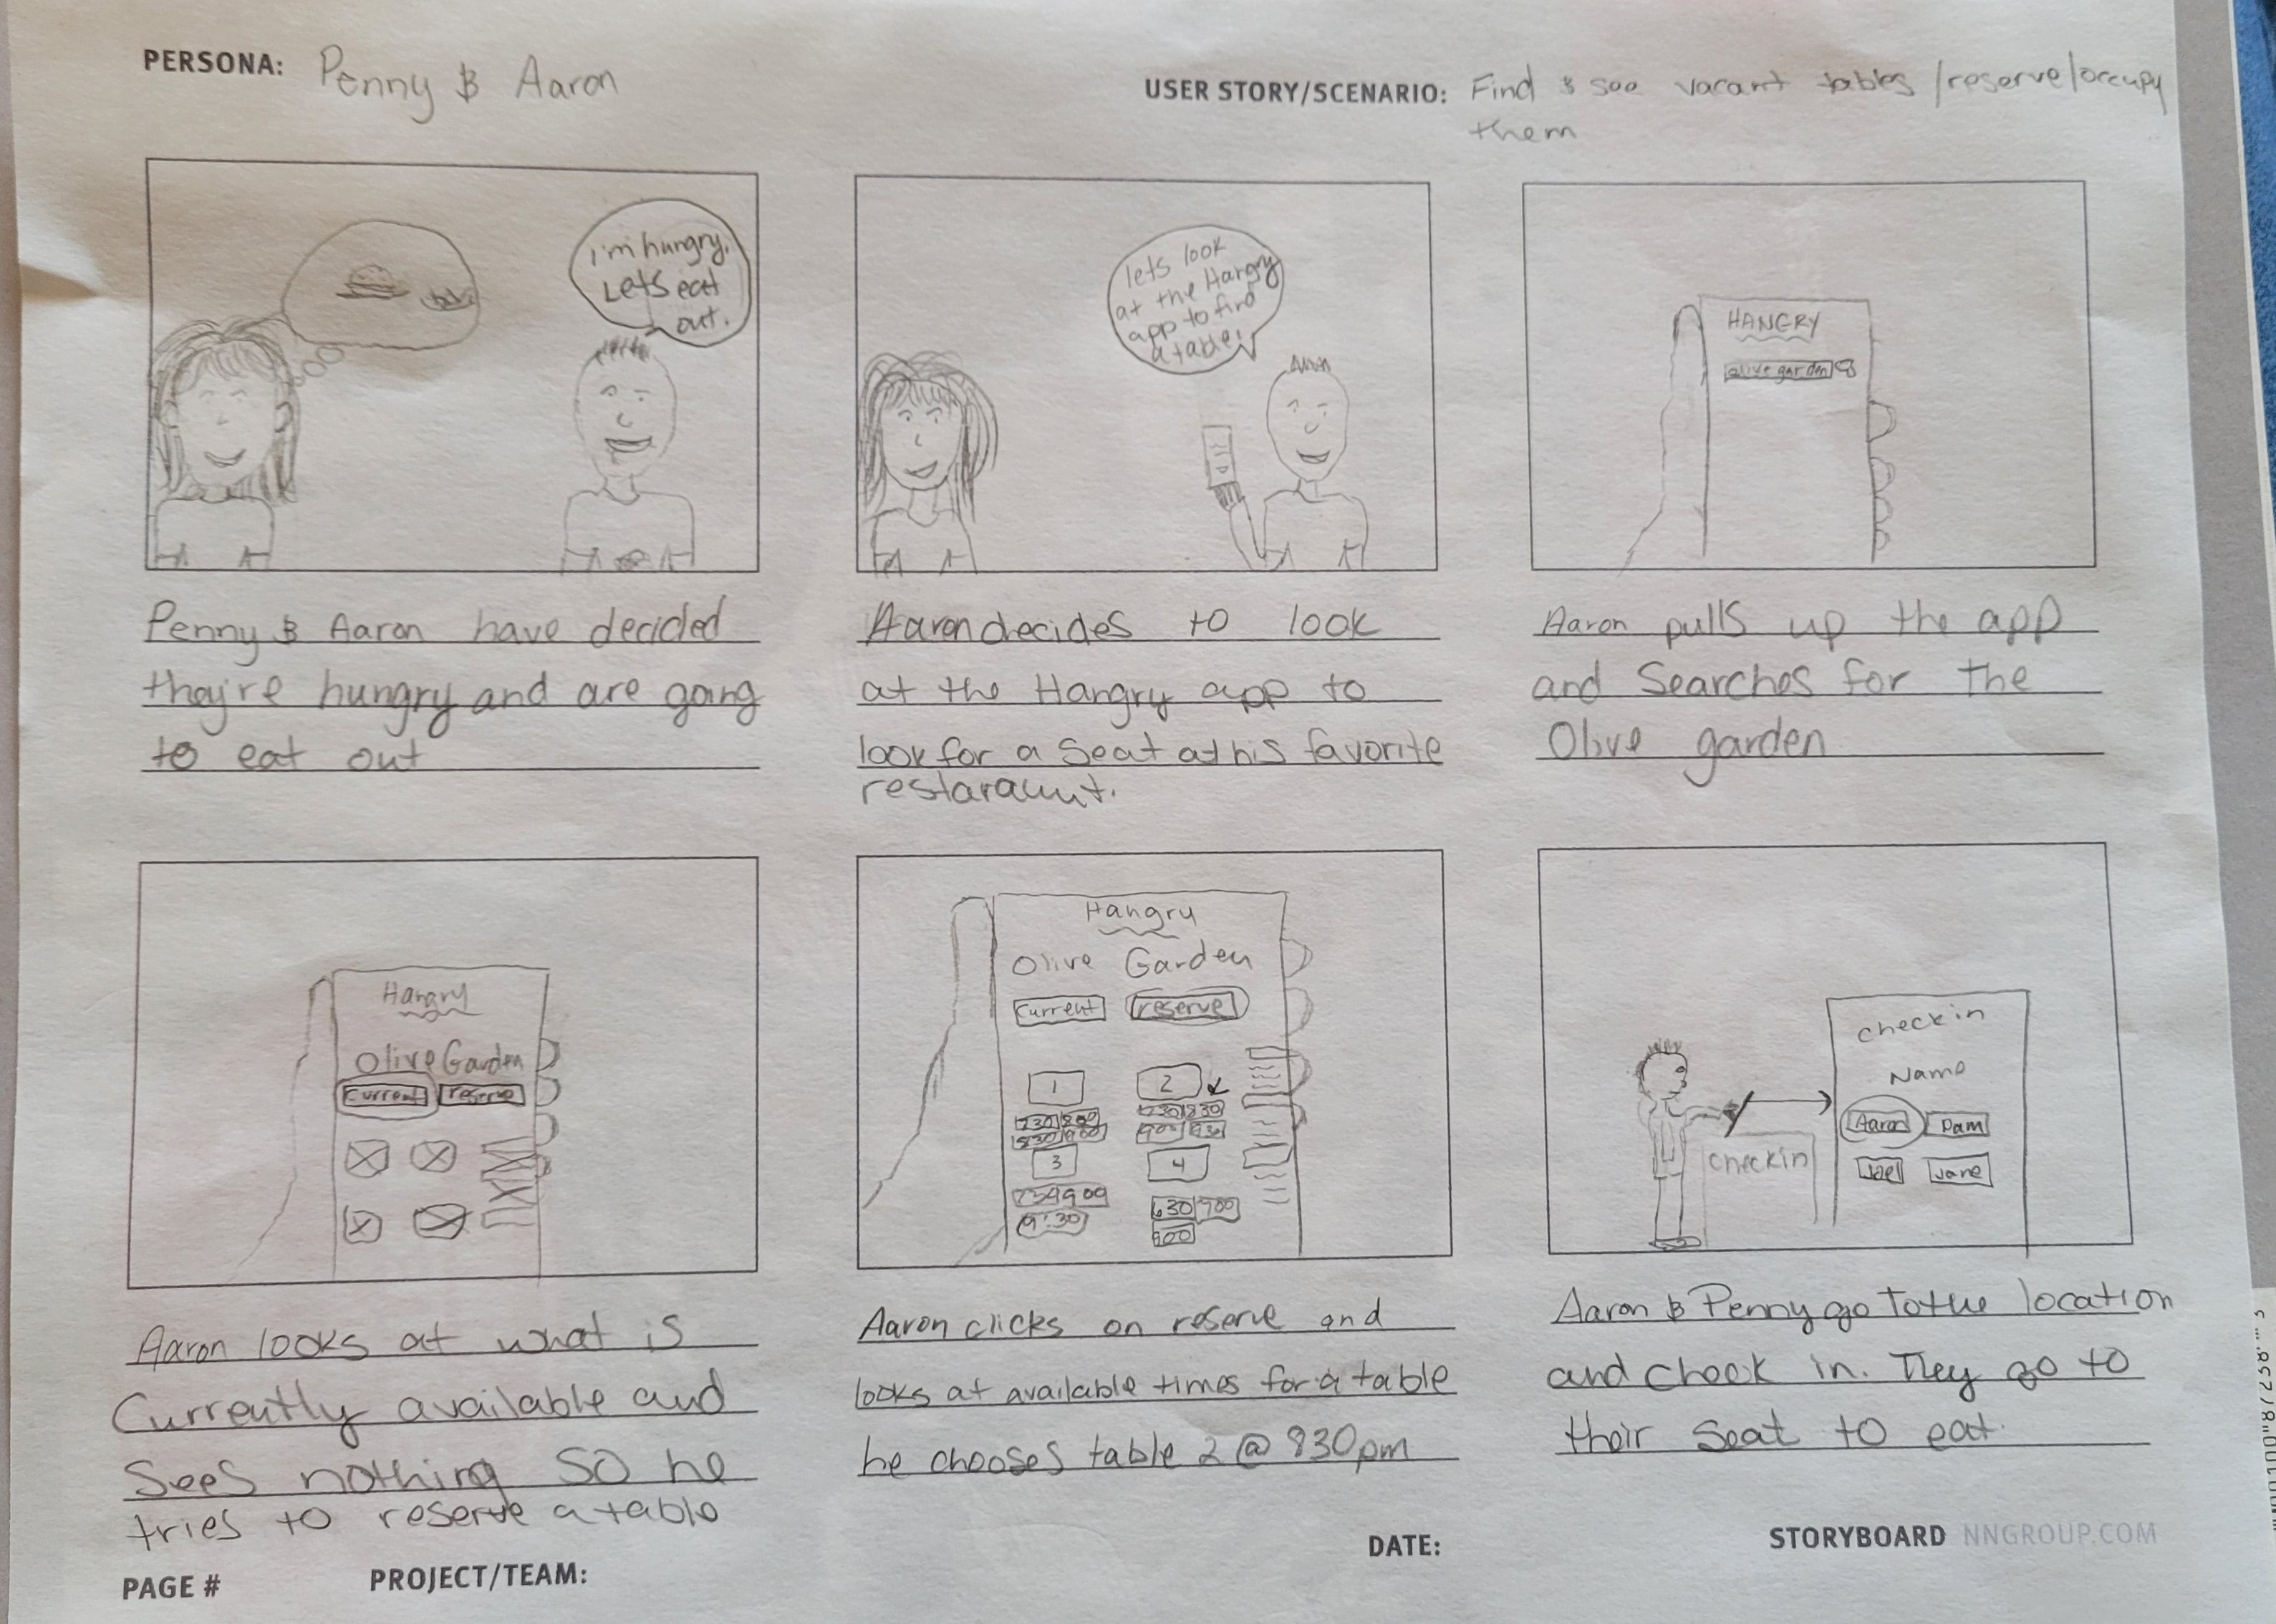 PERSONA: Penny & Aaron
USER STORY/SCENARIO: Find & see vacant tables /reserve/occupy
them
i'm hungry.
Lets eat
out.
lets look
at the Hangry
app to find
a table!
HANGRY
olive garden
Penny & Aaron have decided
they're hungry and are going
to eat out
Aaron decides to look
at the Hangry app to
look for a seat at his favorite
restaraunt.
Aaron pulls up the app
and Searches for the
Olive garden
Hangry
Olive Garden
Current reserve
Hangry
Olive Garden
Current reserve
1 2
730 800 730 830
830 900 900 930
3 4
900 630 900
9:30 900
checkin
Name
Aaron Pam
Jane
checkin
Aaron looks at what is
Currently available and
Sees nothing so he
tries to reserve a table
Aaron clicks on reserve and
looks at available times for a table
he chooses table 2 @ 830pm
Aaron & Penny go To the location
and check in. They go to
their seat to eat.
PAGE #
PROJECT/TEAM:
DATE:
STORYBOARD NNGROUP.COM